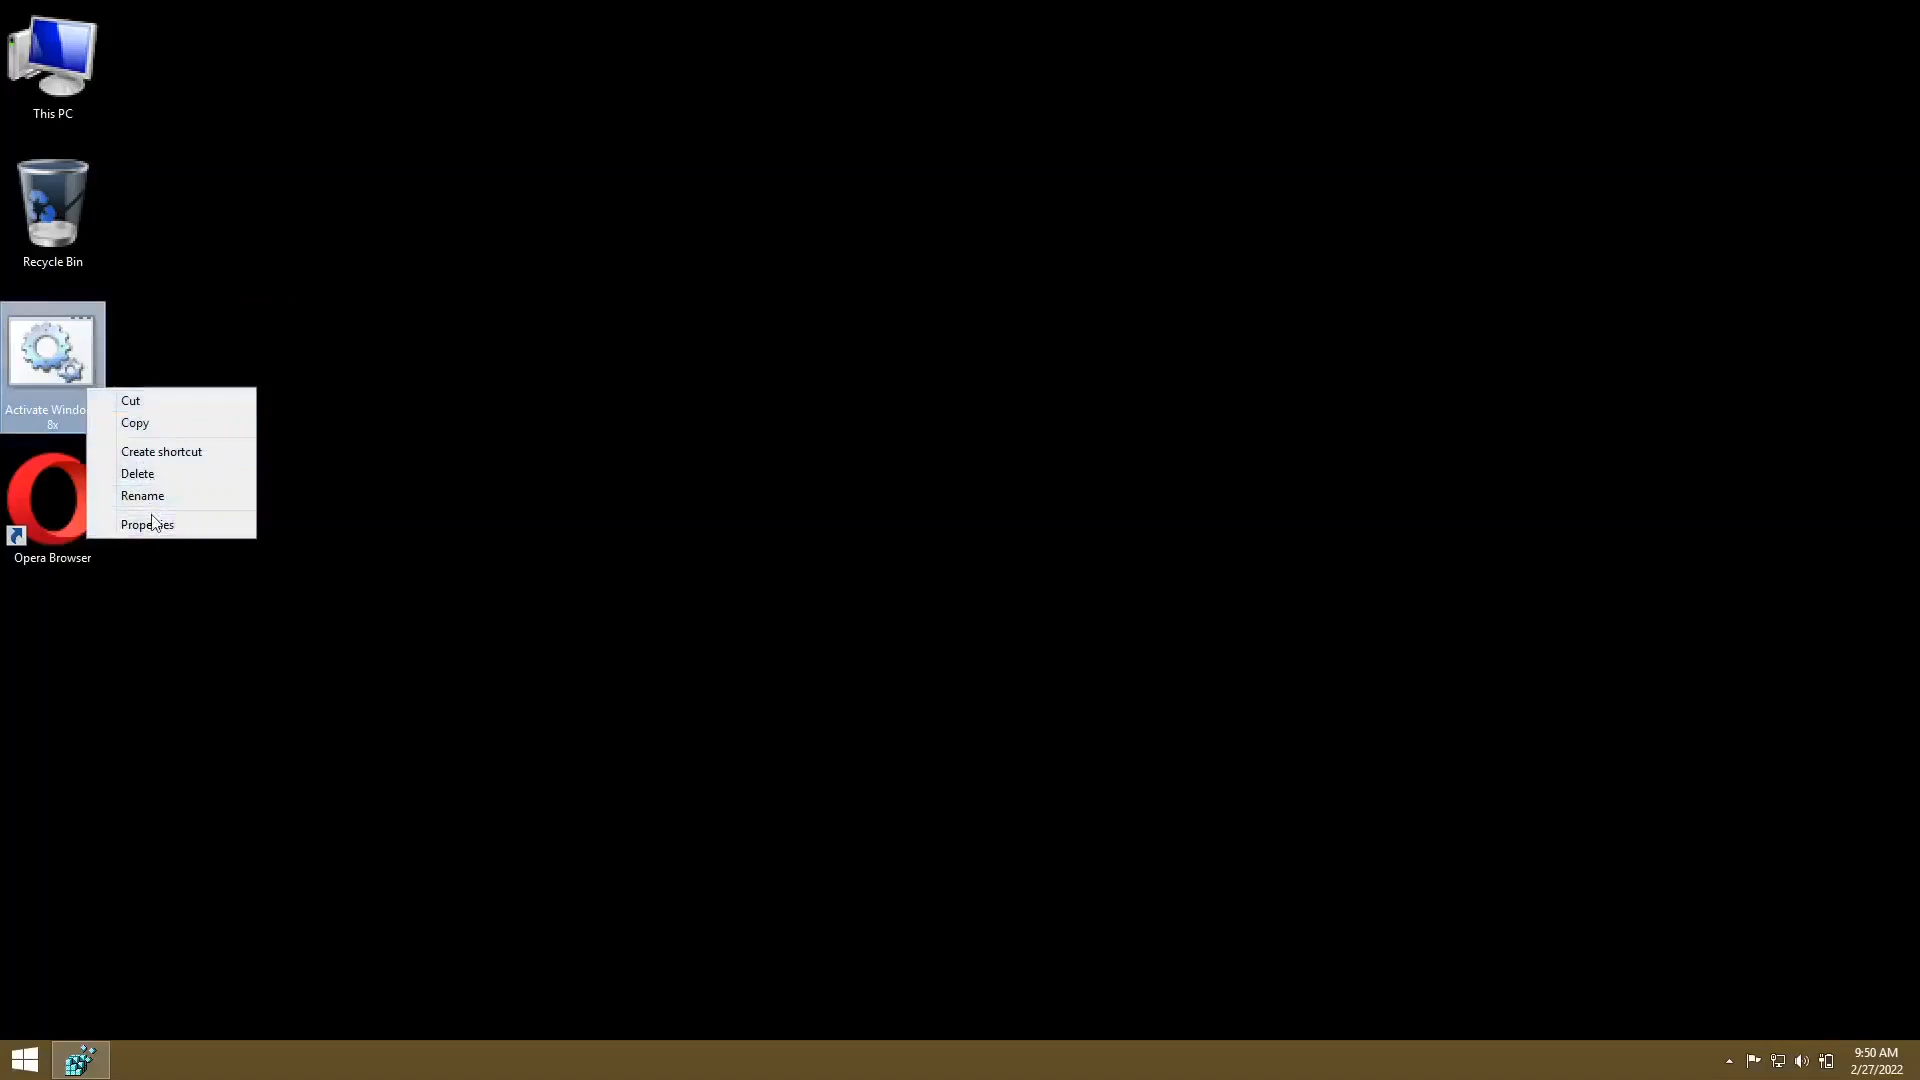 This PC
Recycle Bin
Activate Windo
8x
Cut
Copy
Create shortcut
Delete
Rename
Properties
Opera Browser
9:50 AM
2/27/2022